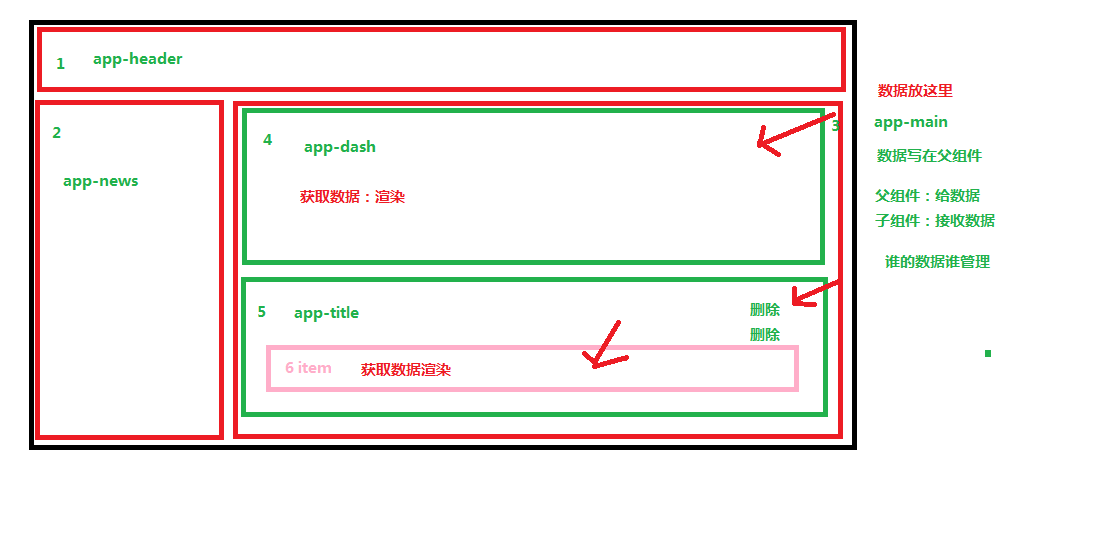 1 app-header
2
app-news
3
4 app-dash
获取数据：渲染
5 app-title
删除
删除
6 item 获取数据渲染
数据放这里
app-main
数据写在父组件
父组件：给数据
子组件：接收数据
谁的数据谁管理